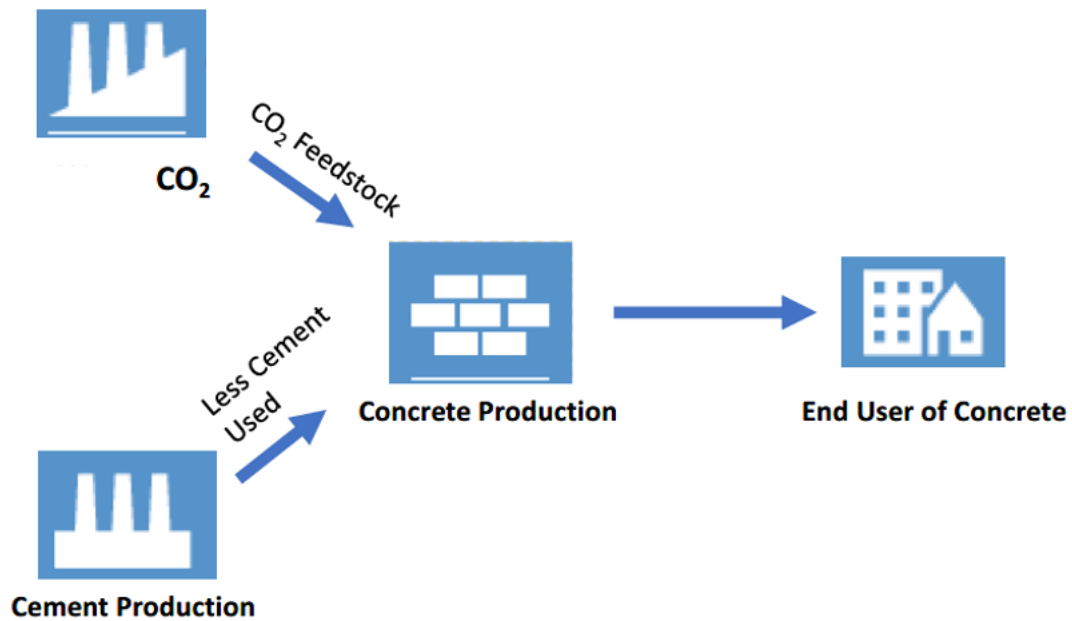 CO₂
CO₂ Feedstock
Less Cement
Used
Concrete Production
End User of Concrete
Cement Production